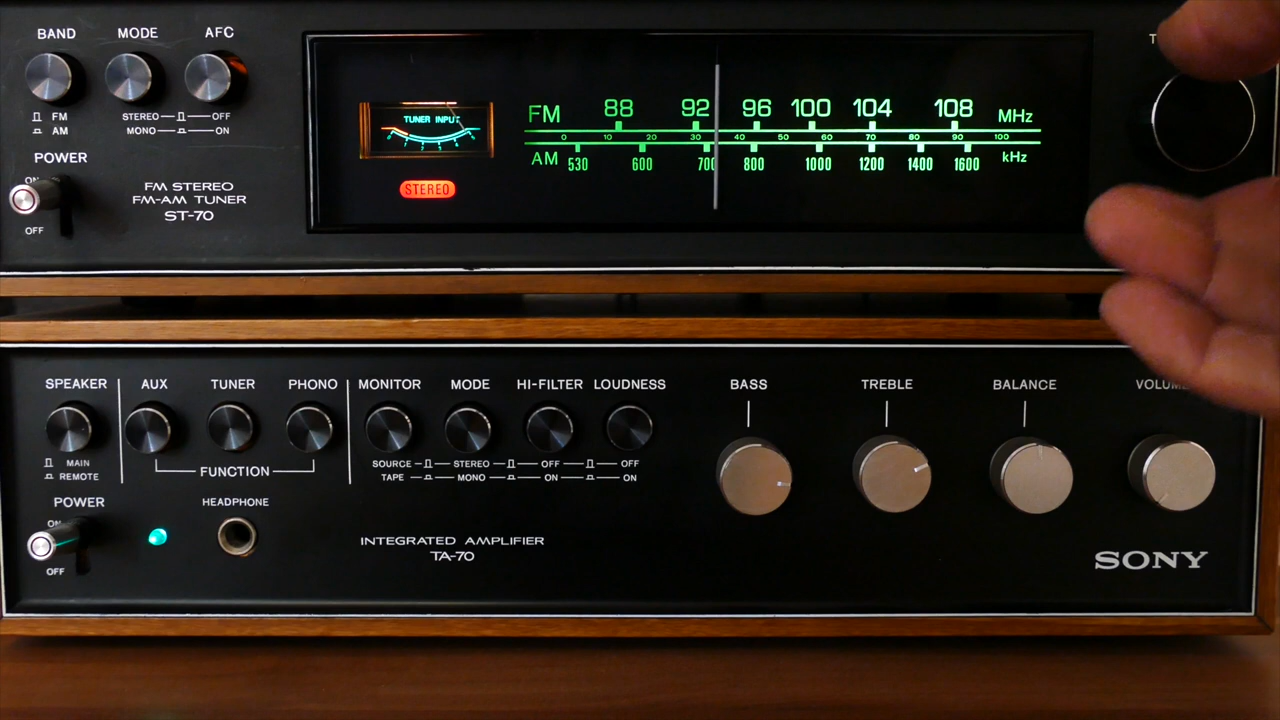 BAND MODE AFC
FM STEREO OFF
AM MONO ON
POWER
ON
OFF
FM STEREO
FM-AM TUNER
ST-70
TUNER INPUT
STEREO
FM 88 92 96 100 104 108 MHz
0 10 20 30 40 50 60 70 80 90 100
AM 530 600 700 800 1000 1200 1400 1600 kHz
SPEAKER AUX TUNER PHONO MONITOR MODE HI-FILTER LOUDNESS BASS TREBLE BALANCE VOLUME
MAIN
REMOTE
FUNCTION
SOURCE STEREO OFF OFF
TAPE MONO ON ON
POWER
ON
OFF
HEADPHONE
INTEGRATED AMPLIFIER
TA-70
SONY